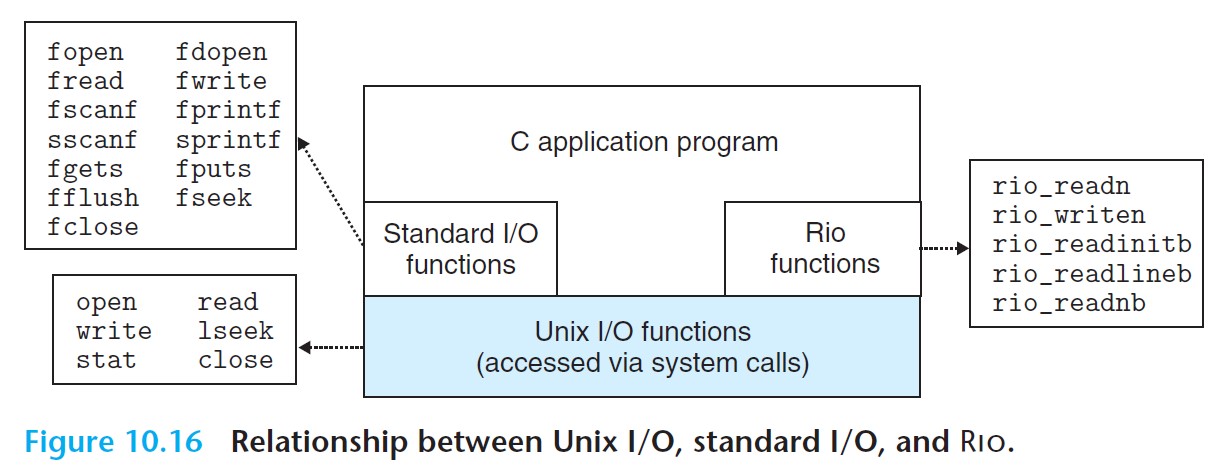 fopen fdopen
fread fwrite
fscanf fprintf
sscanf sprintf
fgets fputs
fflush fseek
fclose
C application program
Standard I/O
functions
Rio
functions
rio_readn
rio_writen
rio_readinitb
rio_readlineb
rio_readnb
open read
write lseek
stat close
Unix I/O functions
(accessed via system calls)
Figure 10.16 Relationship between Unix I/O, standard I/O, and RIO.